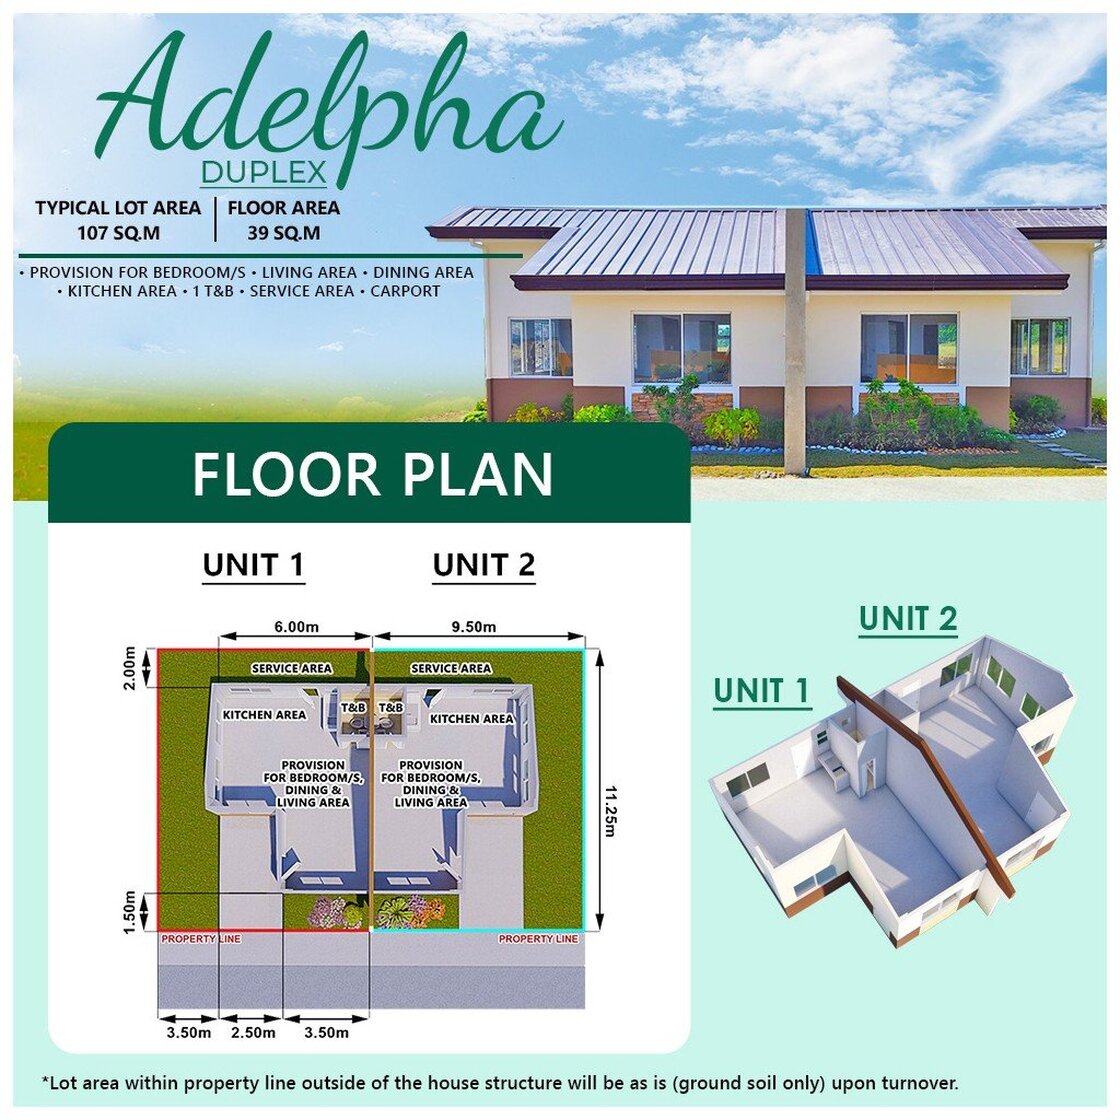 Adelpha
DUPLEX
TYPICAL LOT AREA
107 SQ.M
FLOOR AREA
39 SQ.M
• PROVISION FOR BEDROOM/S • LIVING AREA • DINING AREA
• KITCHEN AREA • 1 T&B • SERVICE AREA • CARPORT
FLOOR PLAN
UNIT 1
UNIT 2
6.00m
9.50m
2.00m
SERVICE AREA
SERVICE AREA
KITCHEN AREA
T&B
T&B
KITCHEN AREA
PROVISION
FOR BEDROOM/S,
DINING &
LIVING AREA
PROVISION
FOR BEDROOM/S,
DINING &
LIVING AREA
11.25m
1.50m
PROPERTY LINE
PROPERTY LINE
3.50m
2.50m
3.50m
UNIT 2
UNIT 1
*Lot area within property line outside of the house structure will be as is (ground soil only) upon turnover.